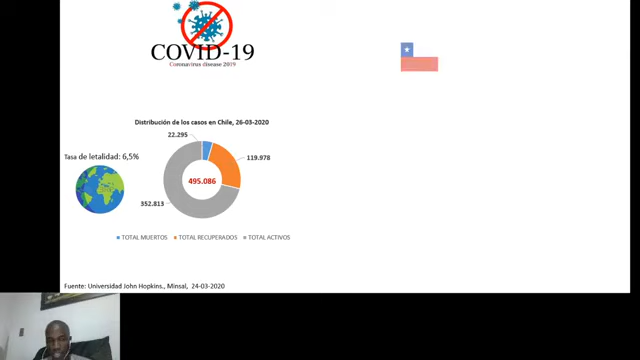 COVID-19
Coronavirus disease 2019
Distribución de los casos en Chile, 26-03-2020
22.295
Tasa de letalidad: 6,5%
119.978
495.086
352.813
TOTAL MUERTOS TOTAL RECUPERADOS TOTAL ACTIVOS
Fuente: Universidad John Hopkins., Minsal, 24-03-2020